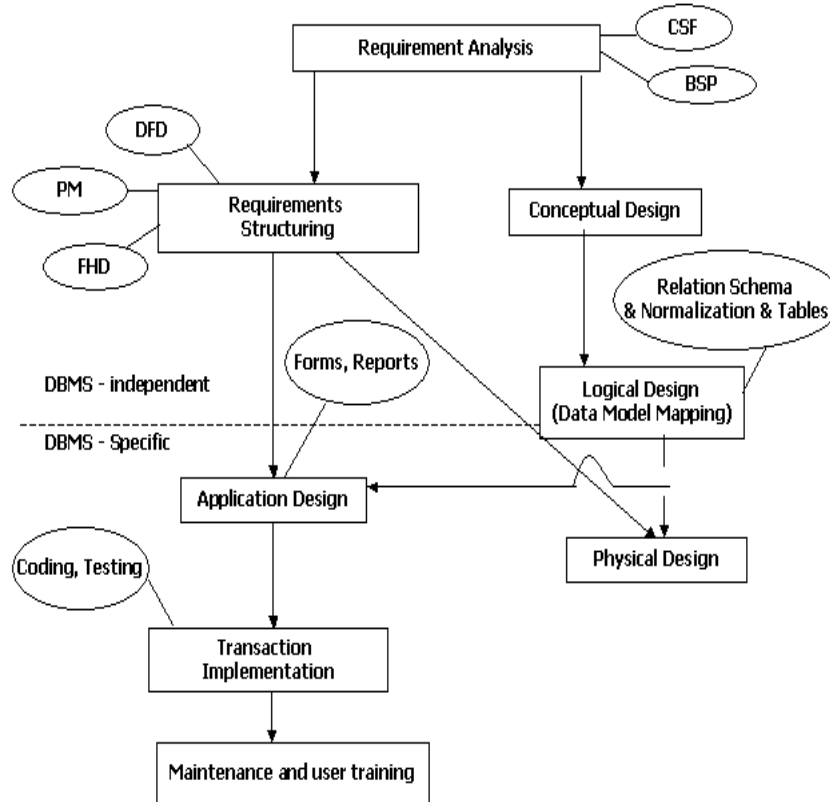 CSF
Requirement Analysis
BSP
DFD
PM
Requirements
Structuring
Conceptual Design
FHD
Relation Schema
& Normalization & Tables
Forms, Reports
DBMS - independent
Logical Design
(Data Model Mapping)
DBMS - Specific
Application Design
Physical Design
Coding, Testing
Transaction
Implementation
Maintenance and user training